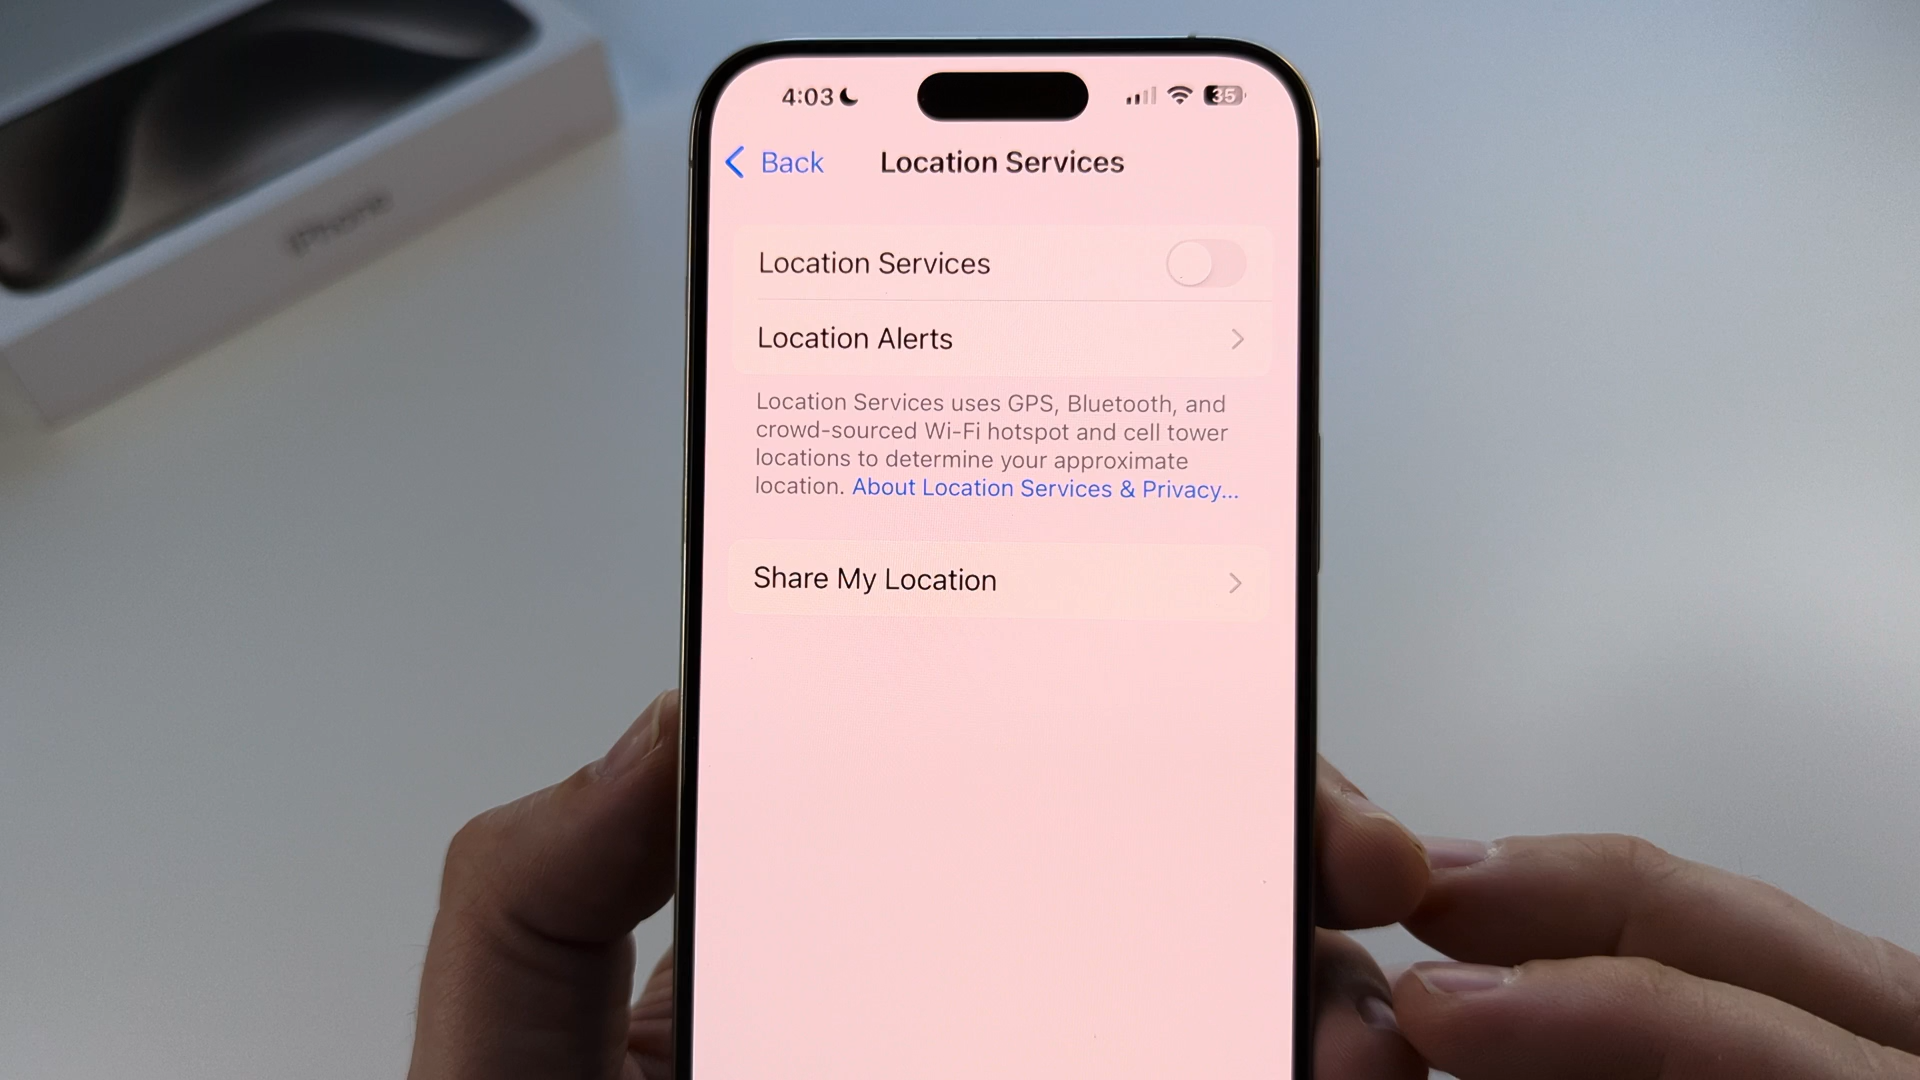 4:03
35
Back
Location Services
Location Services
Location Alerts
Location Services uses GPS, Bluetooth, and
crowd-sourced Wi-Fi hotspot and cell tower
locations to determine your approximate
location. About Location Services & Privacy...
Share My Location
iPhone